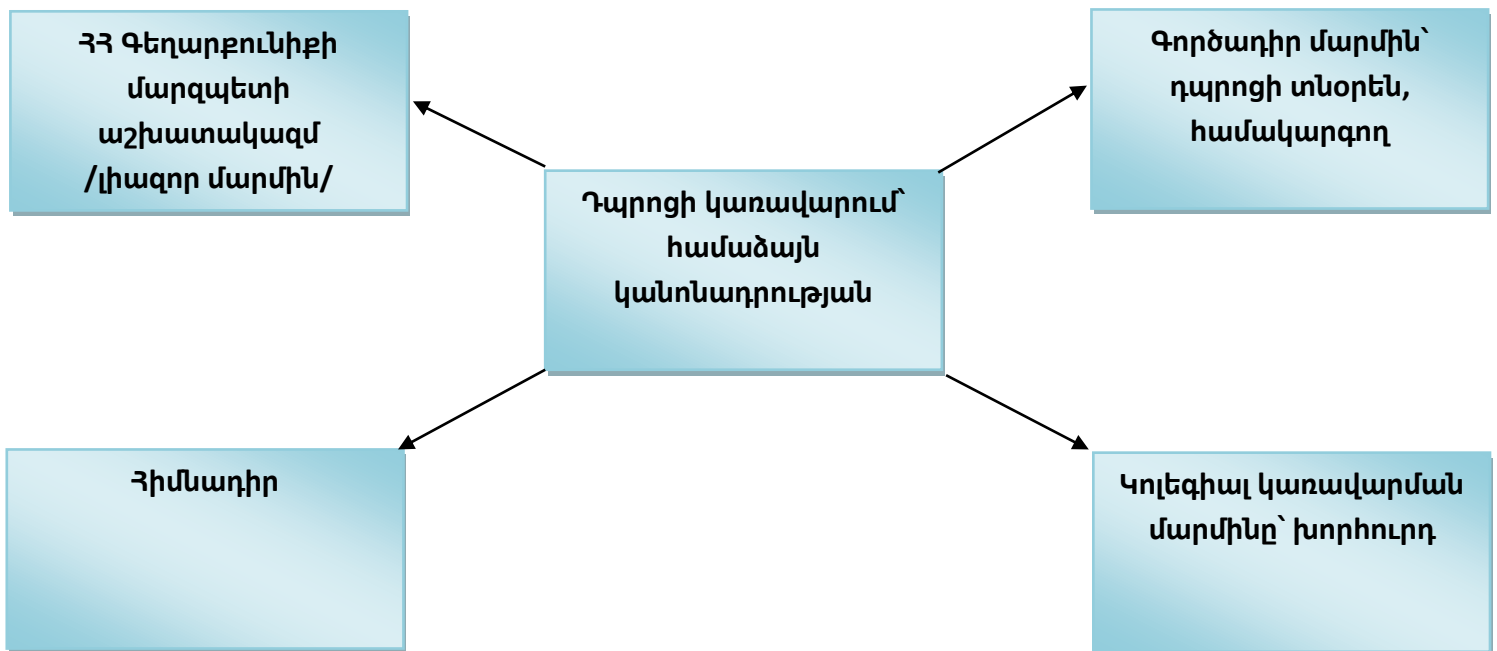 ՀՀ Գեղարքունիքի
մարզպետի
աշխատակազմ
/լիազոր մարմին/
Գործադիր մարմին՝
դպրոցի տնօրեն,
համակարգող
Դպրոցի կառավարում՝
համաձայն
կանոնադրության
Հիմնադիր
Կոլեգիալ կառավարման
մարմինը՝ խորհուրդ